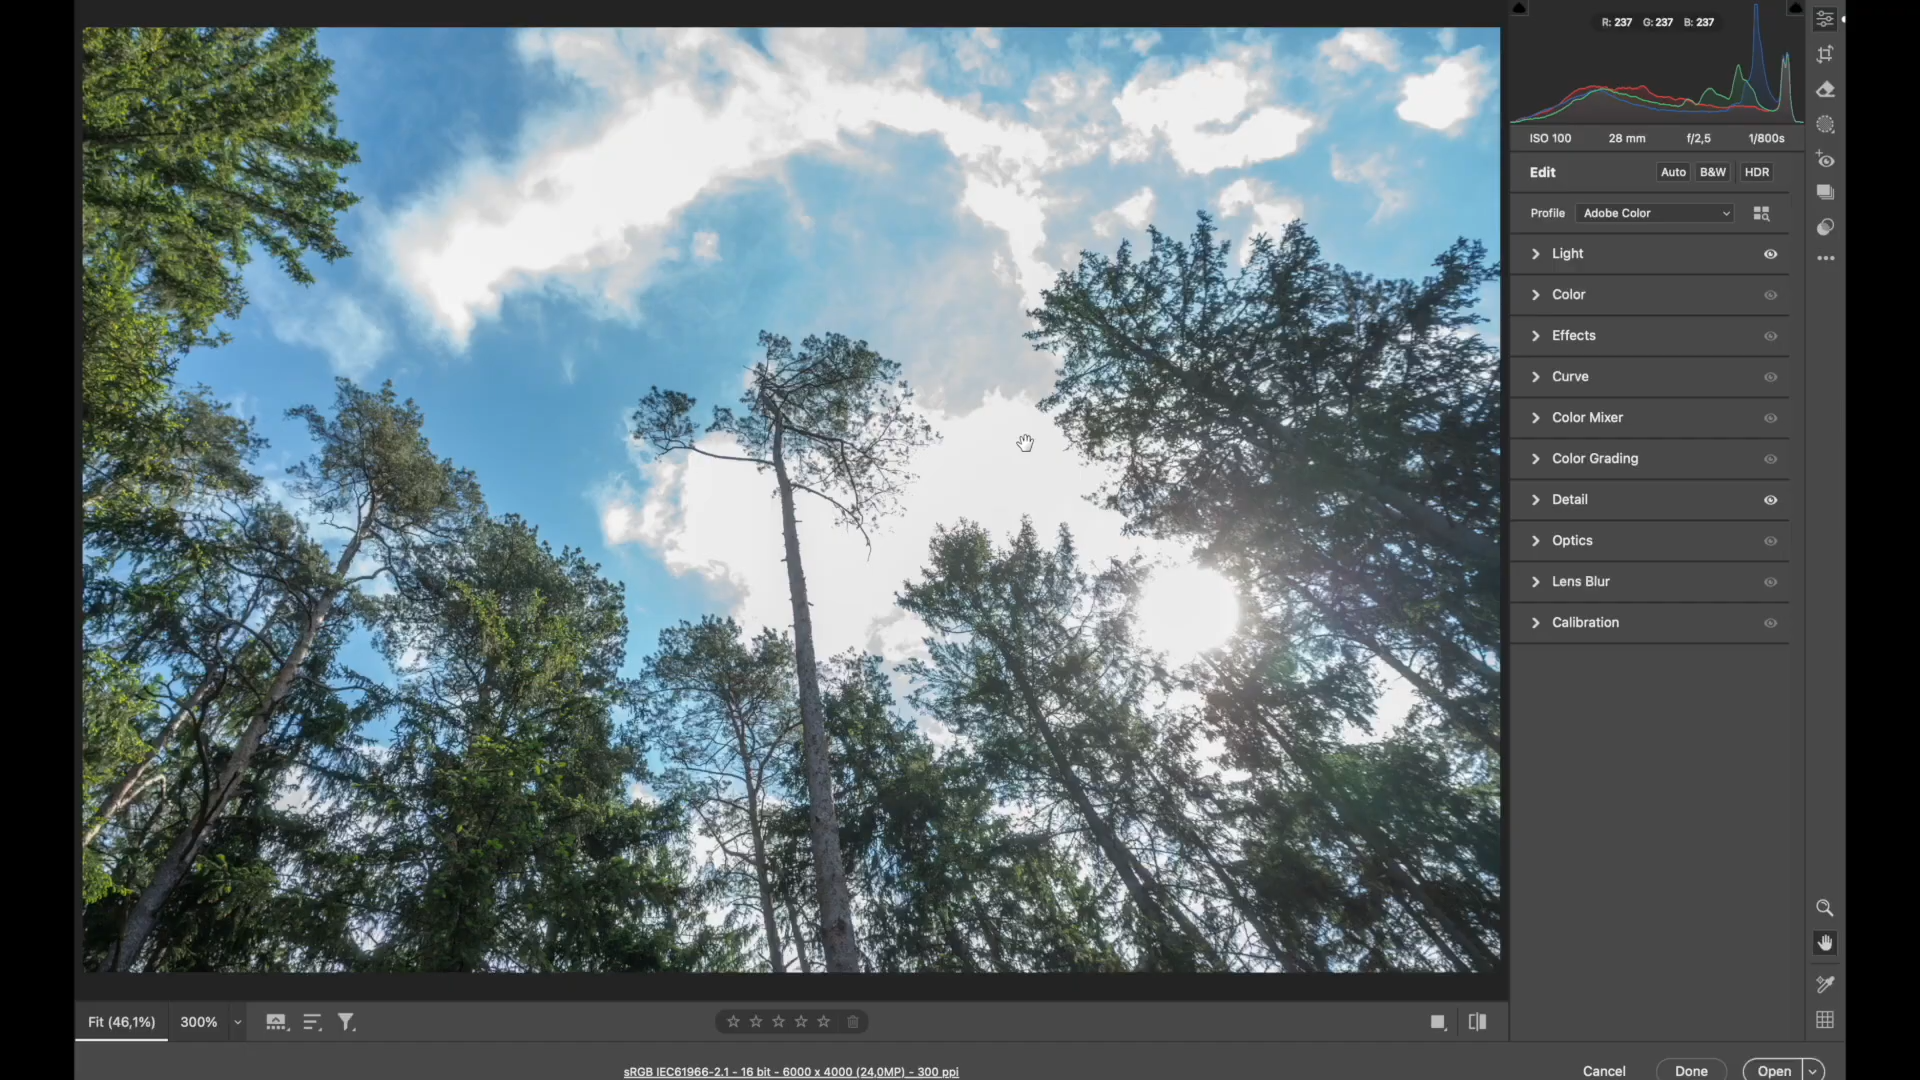 R: 237 G: 237 B: 237
ISO 100 28 mm f/2,5 1/800s
Edit Auto B&W HDR
Profile Adobe Color
Light
Color
Effects
Curve
Color Mixer
Color Grading
Detail
Optics
Lens Blur
Calibration
Fit (46,1%) 300%
sRGB IEC61966-2.1 - 16 bit - 6000 x 4000 (24,0MP) - 300 ppi
Cancel Done Open